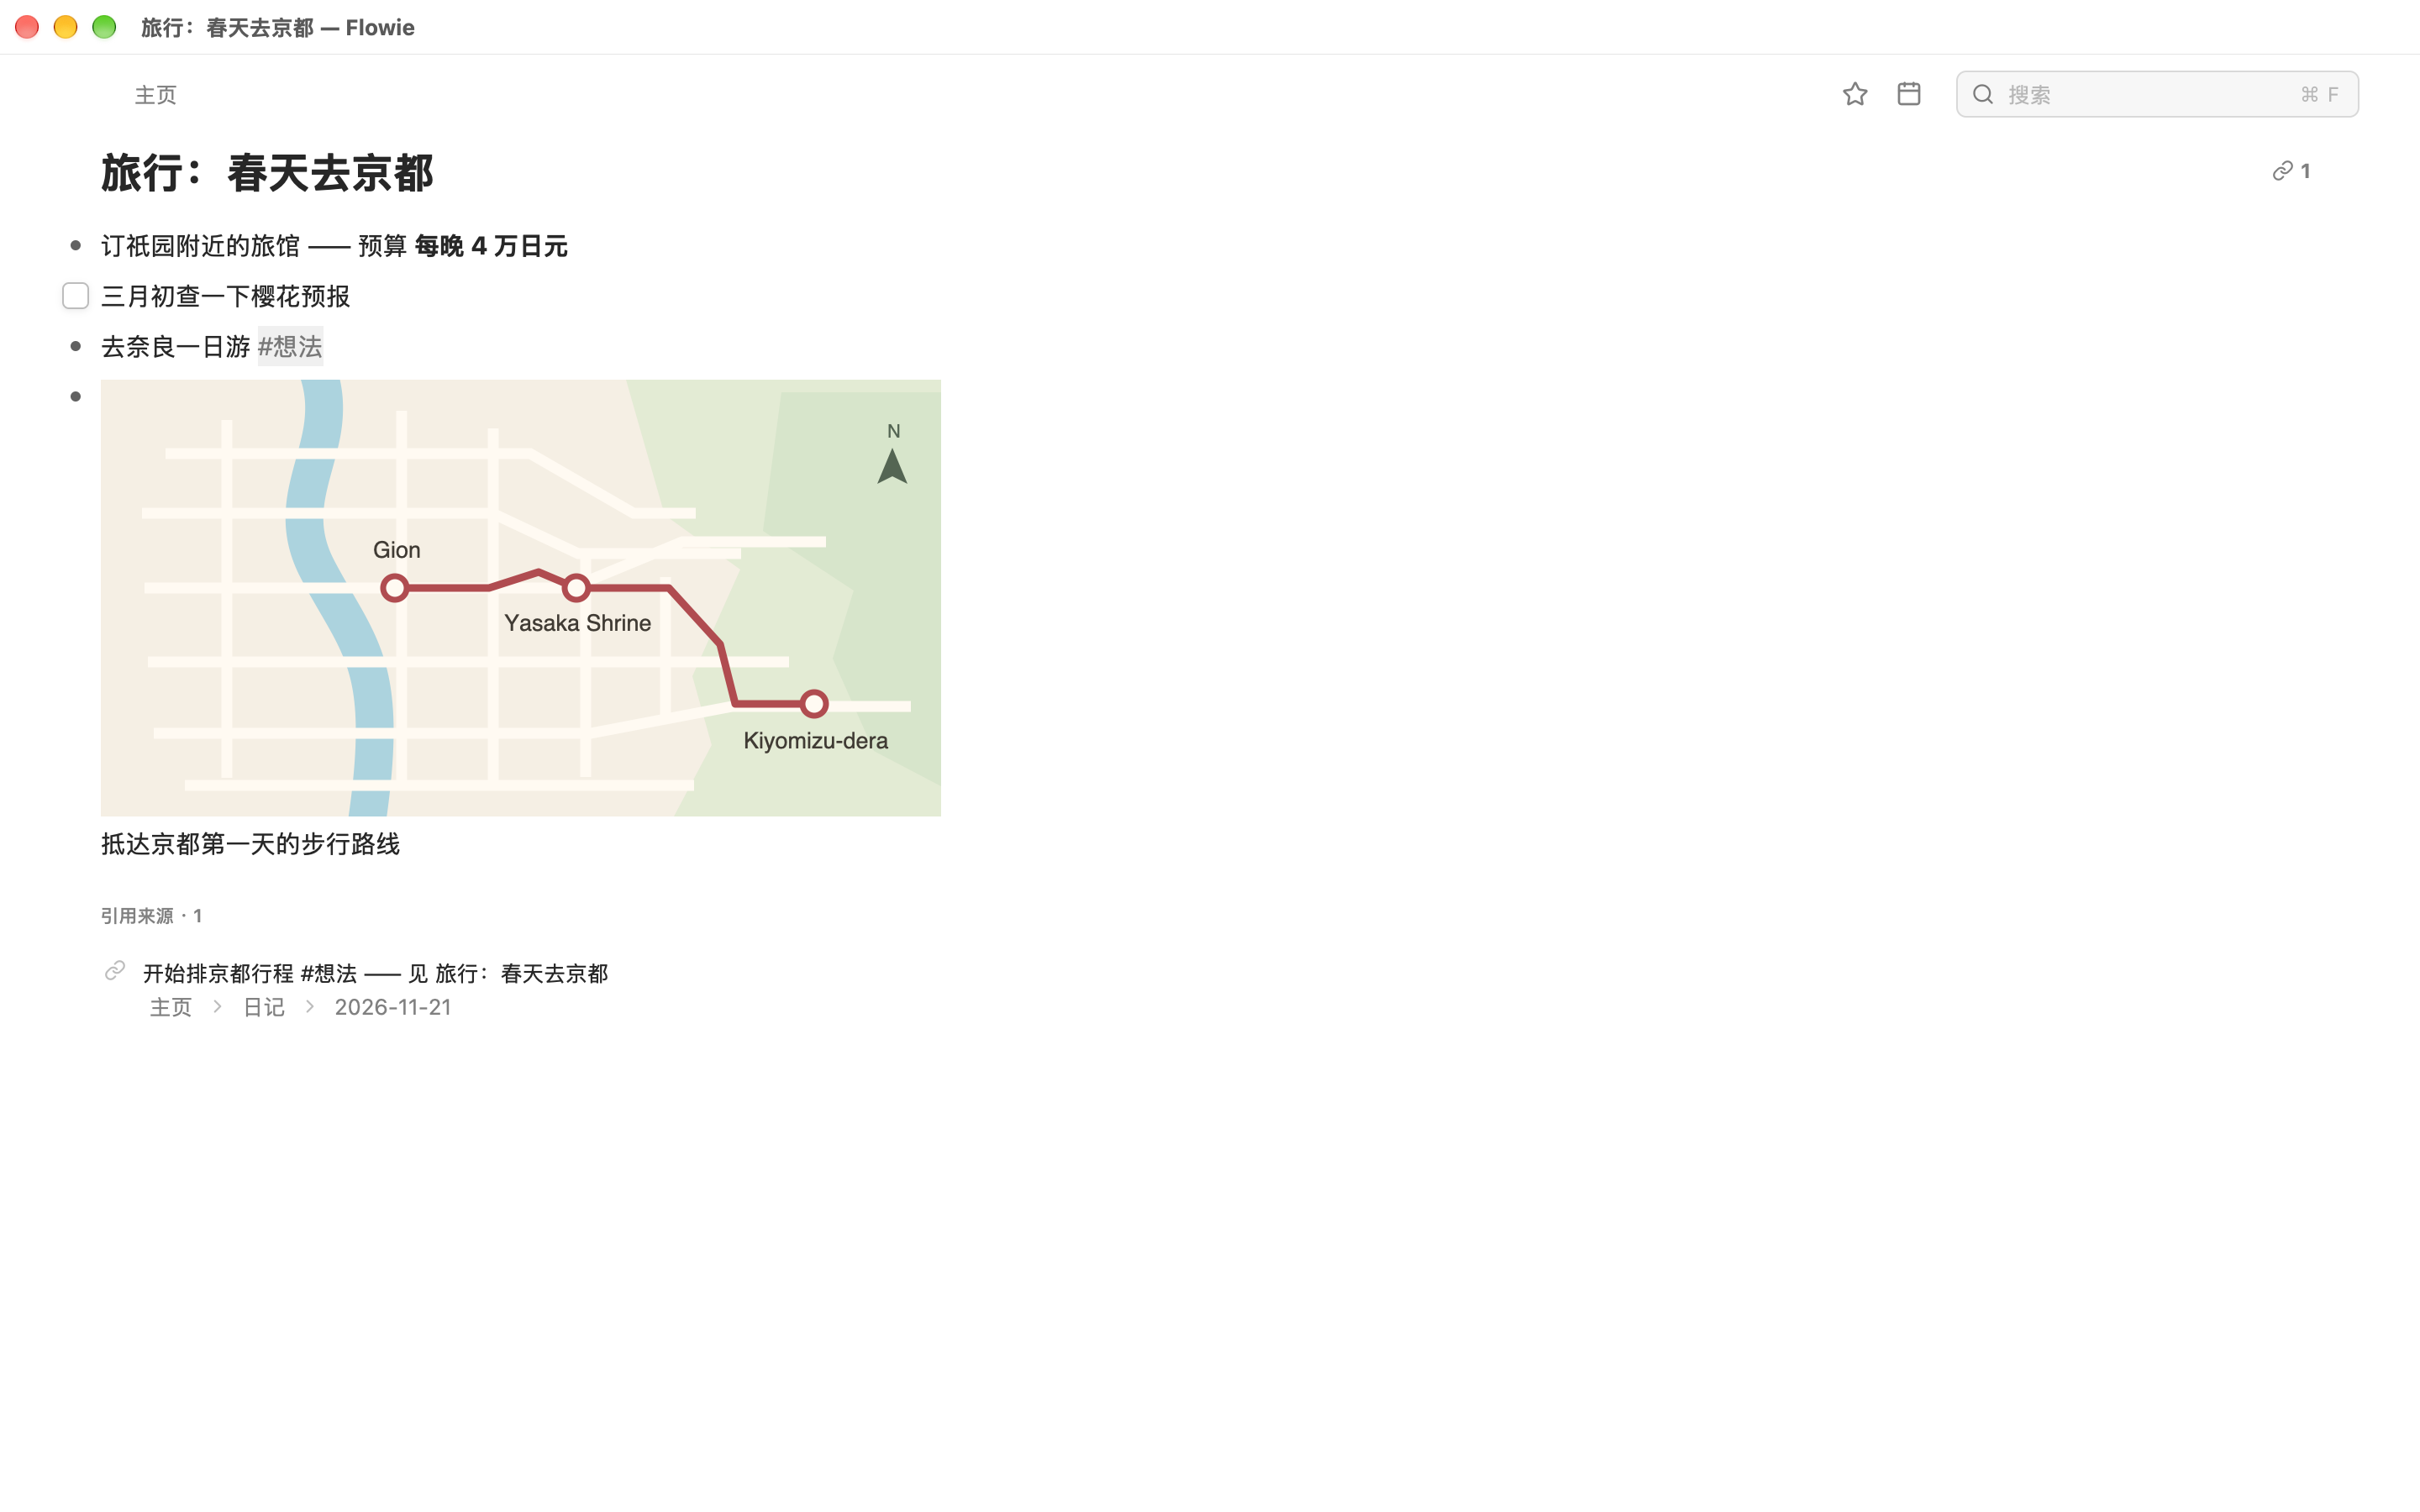 旅行：春天去京都 — Flowie
主页
搜索 ⌘ F
旅行：春天去京都
1
订祇园附近的旅馆 —— 预算 每晚 4 万日元
三月初查一下樱花预报
去奈良一日游 #想法
N
Gion
Yasaka Shrine
Kiyomizu-dera
抵达京都第一天的步行路线
引用来源 · 1
开始排京都行程 #想法 —— 见 旅行：春天去京都
主页 > 日记 > 2026-11-21